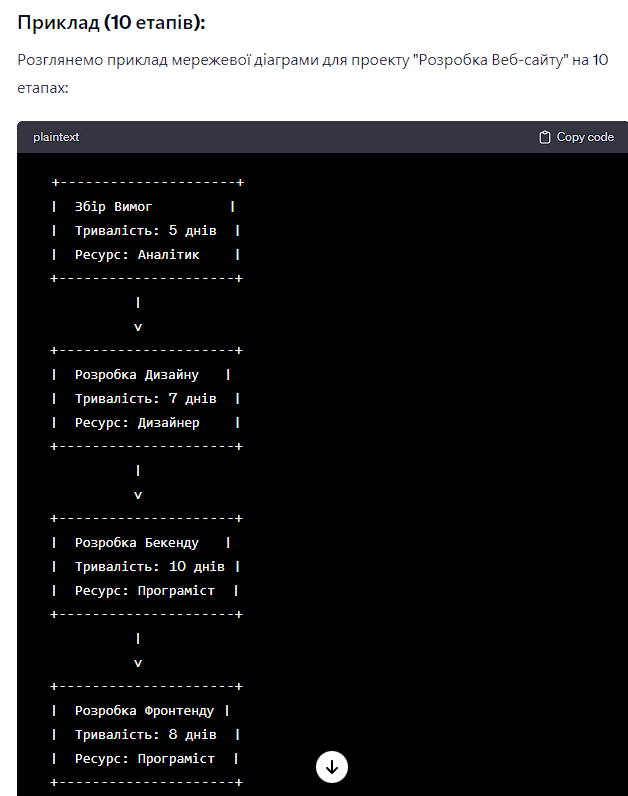 Приклад (10 етапів):
Розглянемо приклад мережевої діаграми для проекту "Розробка Веб-сайту" на 10
етапах:
plaintext Copy code
+---------------------+
|  Збір Вимог         |
|  Тривалість: 5 днів  |
|  Ресурс: Аналітик    |
+---------------------+
|
v
+---------------------+
|  Розробка Дизайну   |
|  Тривалість: 7 днів  |
|  Ресурс: Дизайнер    |
+---------------------+
|
v
+---------------------+
|  Розробка Бекенду   |
|  Тривалість: 10 днів |
|  Ресурс: Програміст  |
+---------------------+
|
v
+---------------------+
|  Розробка Фронтенду |
|  Тривалість: 8 днів  |
|  Ресурс: Програміст  |
+---------------------+